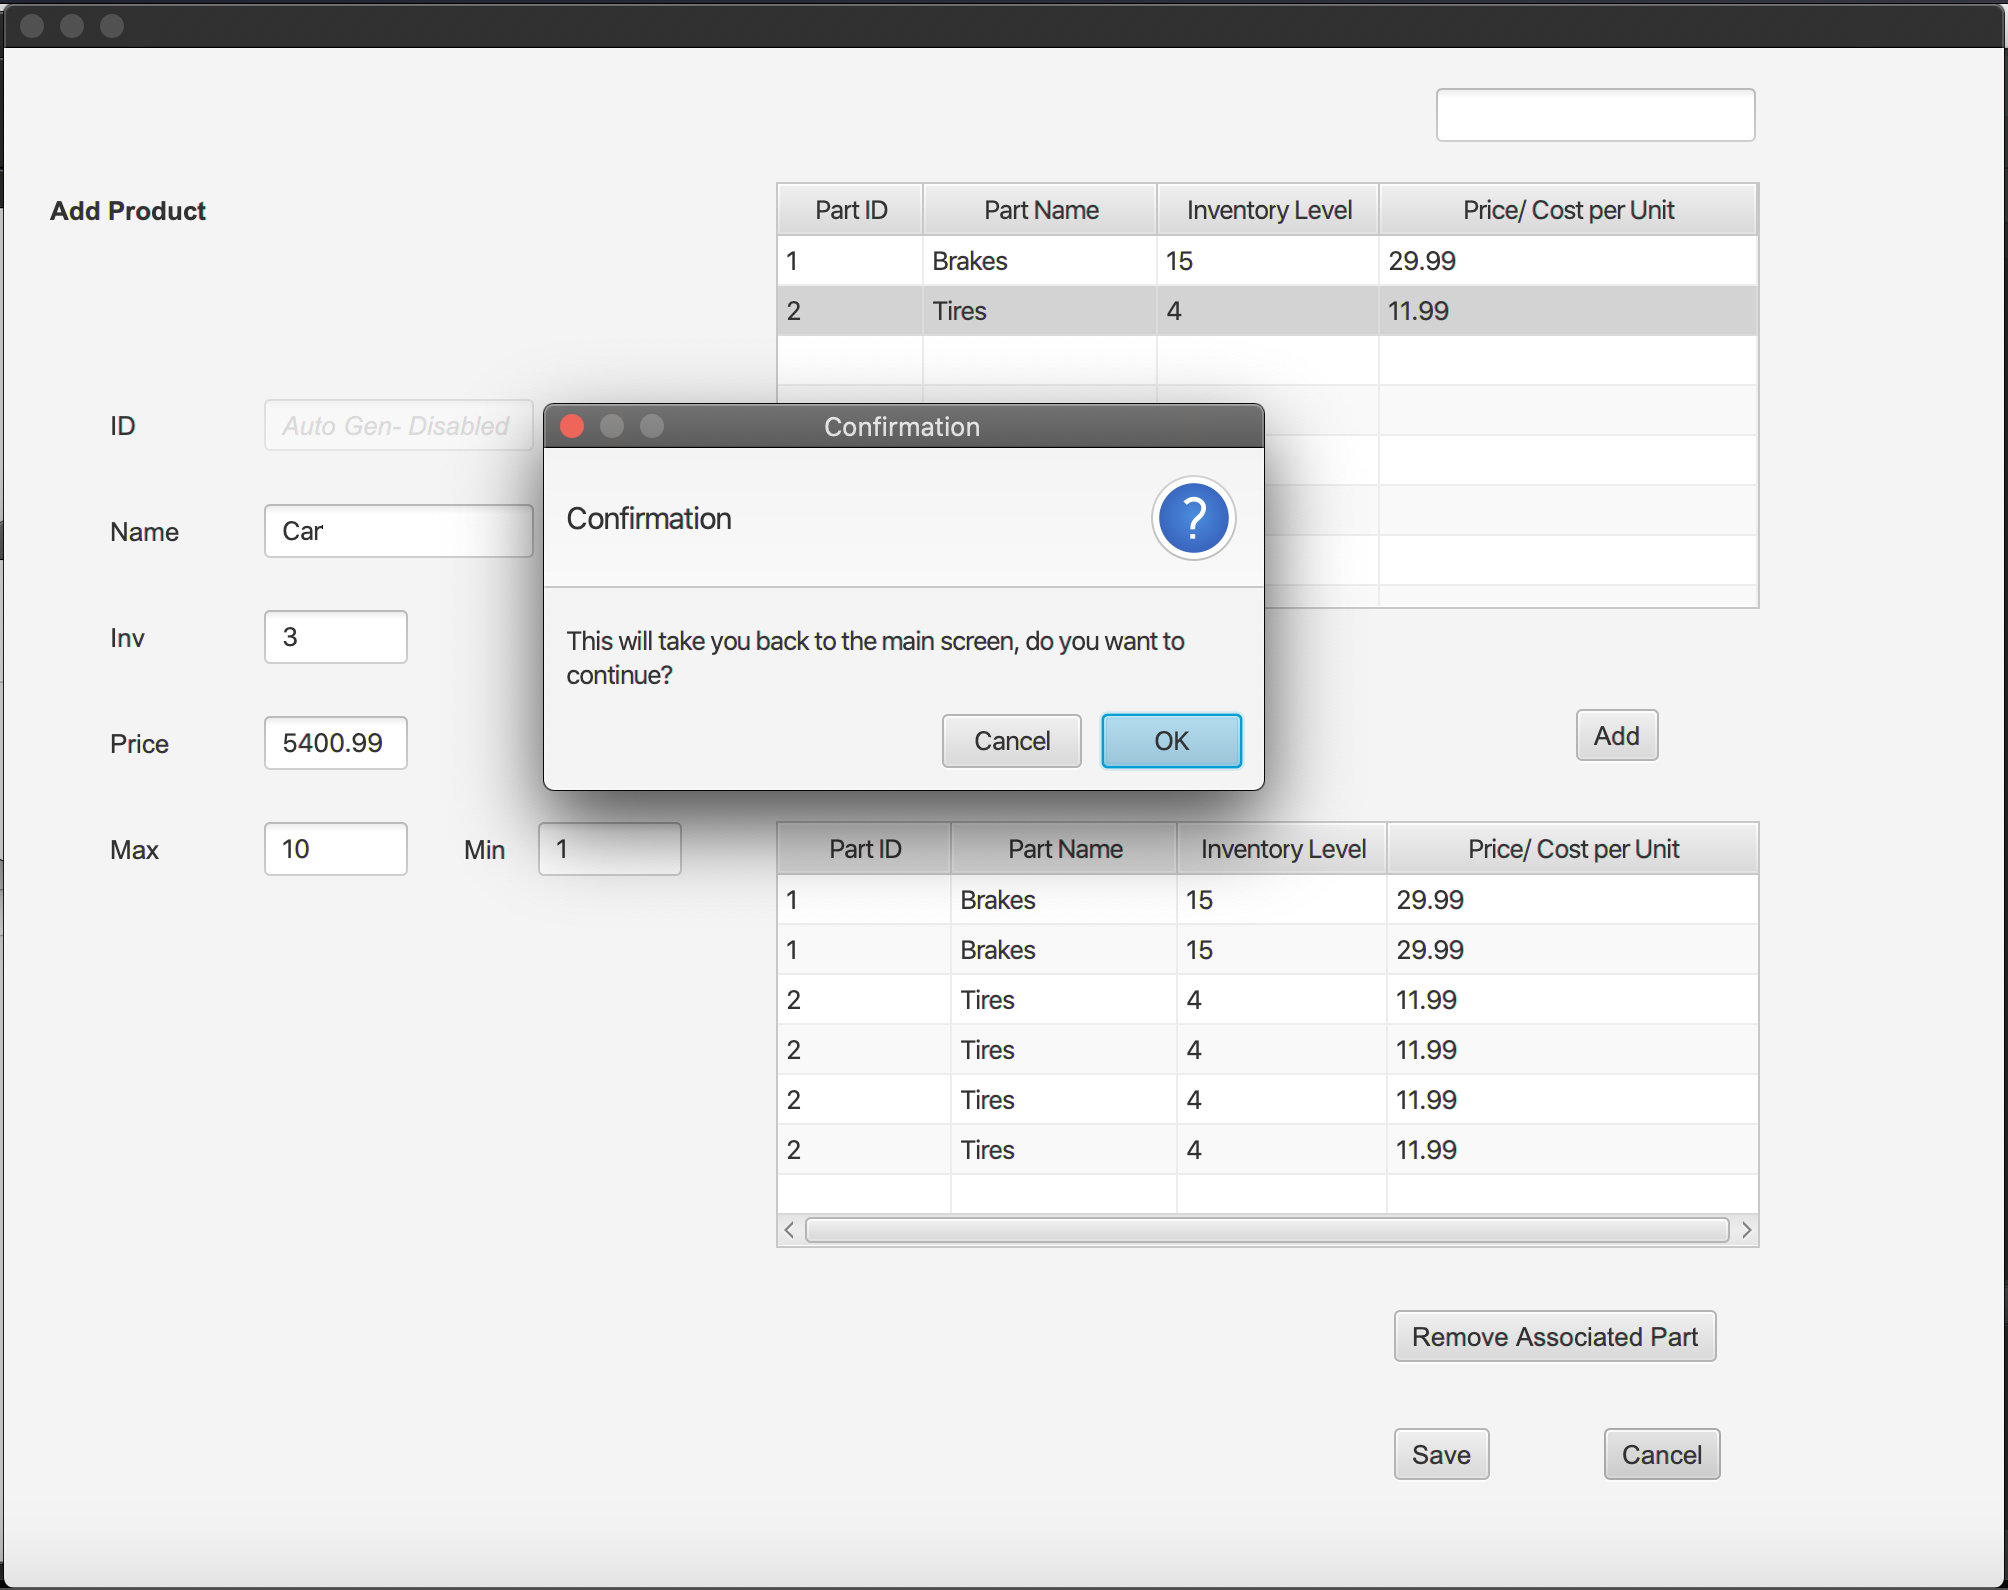 Add Product
Part ID Part Name Inventory Level Price/ Cost per Unit
1 Brakes 15 29.99
2 Tires 4 11.99
ID Auto Gen- Disabled
Name Car
Inv 3
Price 5400.99
Max 10 Min 1
Confirmation
Confirmation
?
This will take you back to the main screen, do you want to
continue?
Cancel OK
Add
Part ID Part Name Inventory Level Price/ Cost per Unit
1 Brakes 15 29.99
1 Brakes 15 29.99
2 Tires 4 11.99
2 Tires 4 11.99
2 Tires 4 11.99
2 Tires 4 11.99
Remove Associated Part
Save Cancel